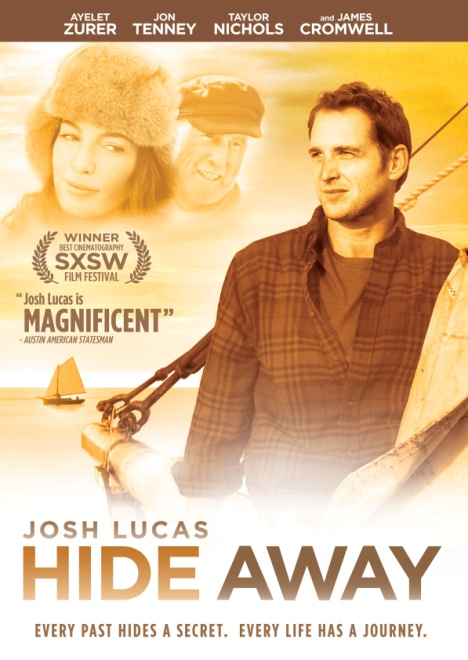 AYELET ZURER JON TENNEY TAYLOR NICHOLS and JAMES CROMWELL
WINNER
BEST CINEMATOGRAPHY
SXSW
FILM FESTIVAL
"Josh Lucas is
MAGNIFICENT"
- AUSTIN AMERICAN STATESMAN
JOSH LUCAS
HIDE AWAY
EVERY PAST HIDES A SECRET. EVERY LIFE HAS A JOURNEY.